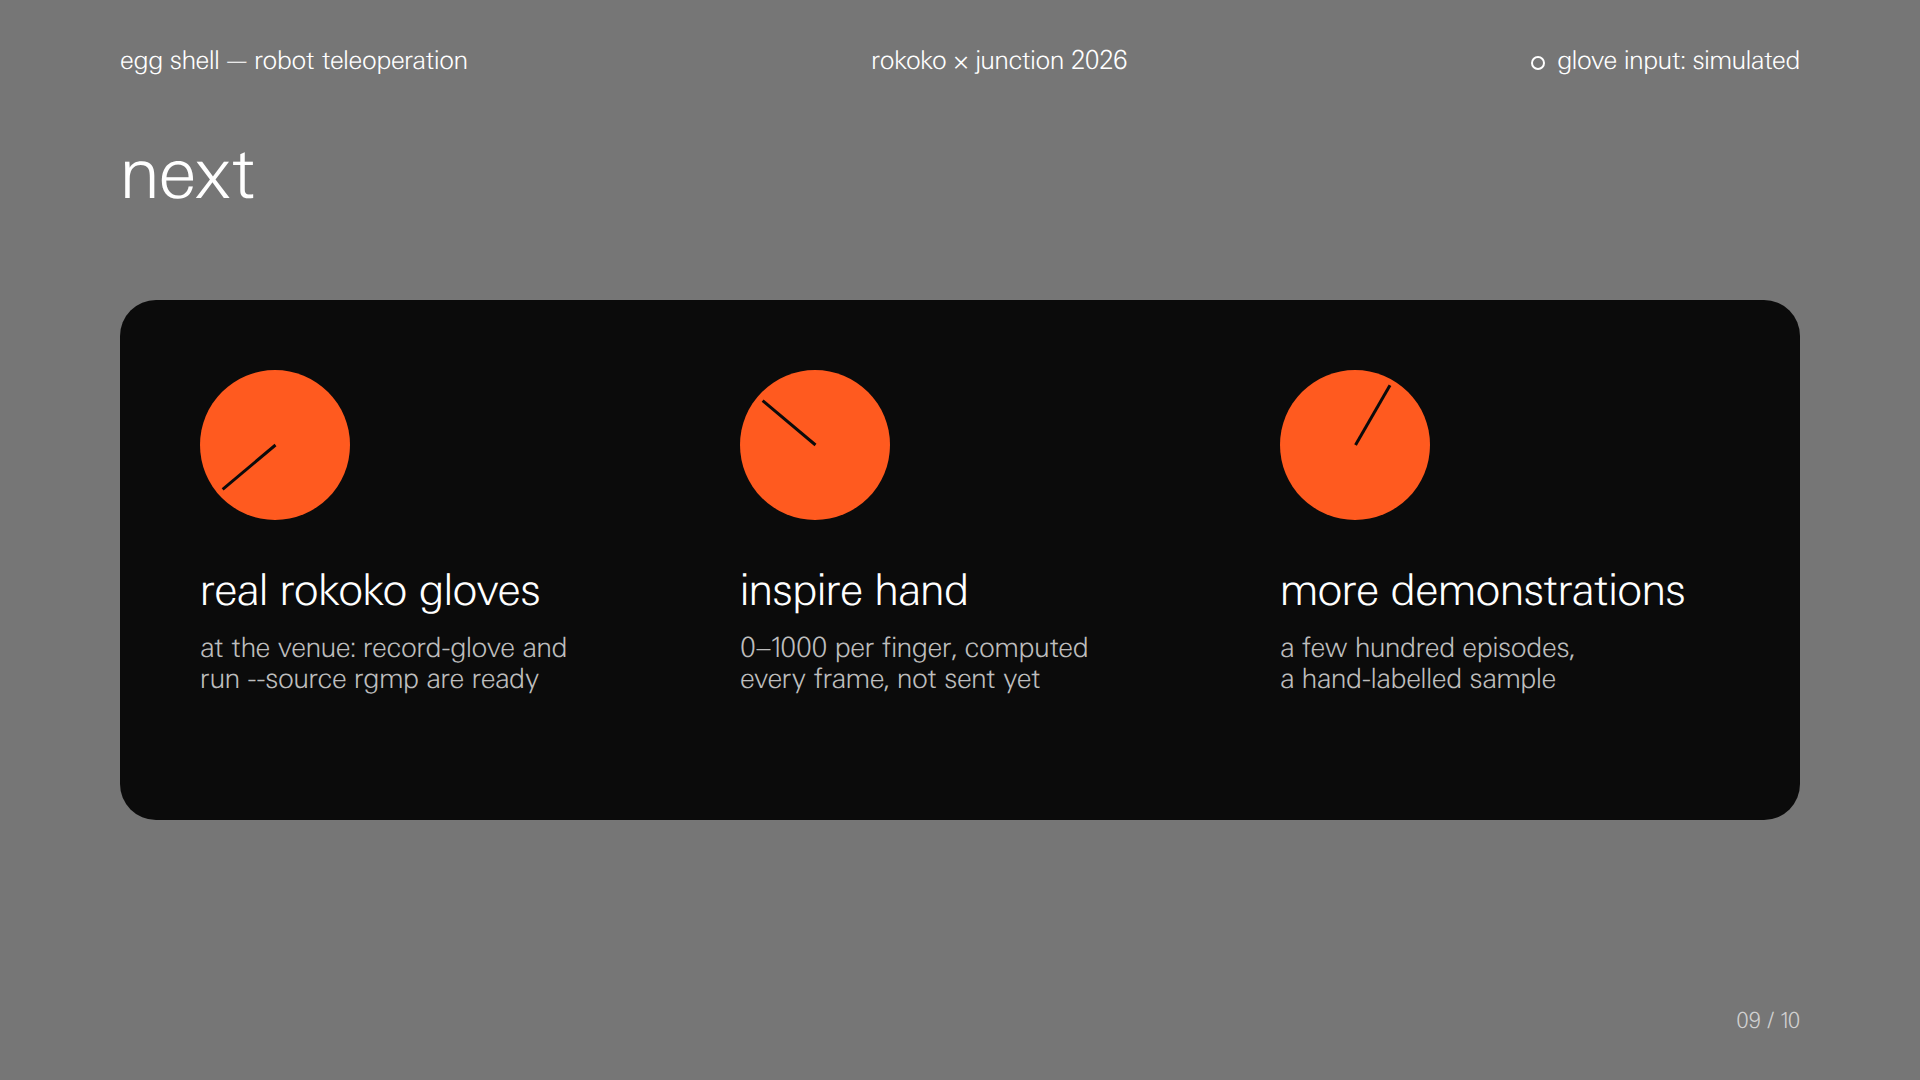 egg shell — robot teleoperation
rokoko × junction 2026
glove input: simulated
next
real rokoko gloves
at the venue: record-glove and
run --source rgmp are ready
inspire hand
0–1000 per finger, computed
every frame, not sent yet
more demonstrations
a few hundred episodes,
a hand-labelled sample
09 / 10